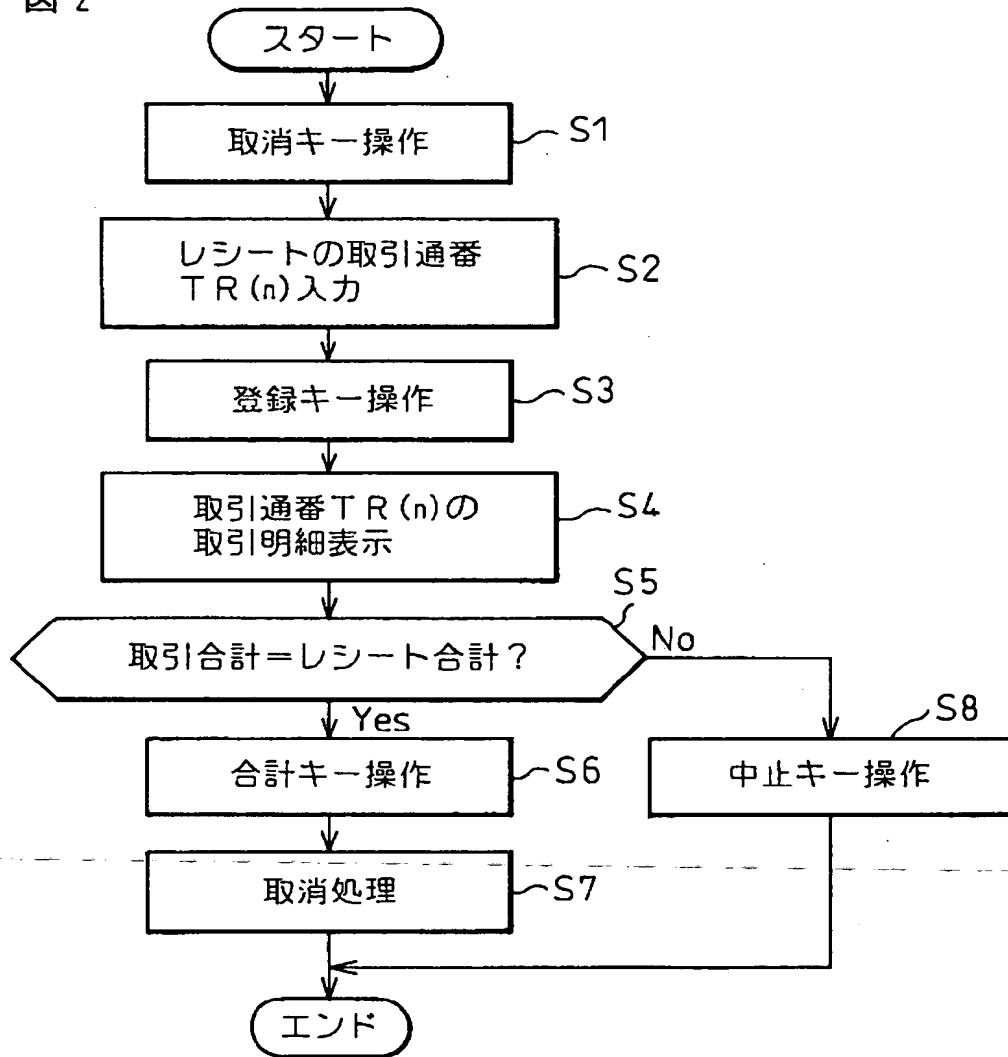 図 2
スタート
取消キー操作
S1
レシートの取引通番
TR(n)入力
S2
登録キー操作
S3
取引通番TR(n)の
取引明細表示
S4
S5
取引合計=レシート合計?
No
Yes
合計キー操作
S6
S8
中止キー操作
取消処理
S7
エンド